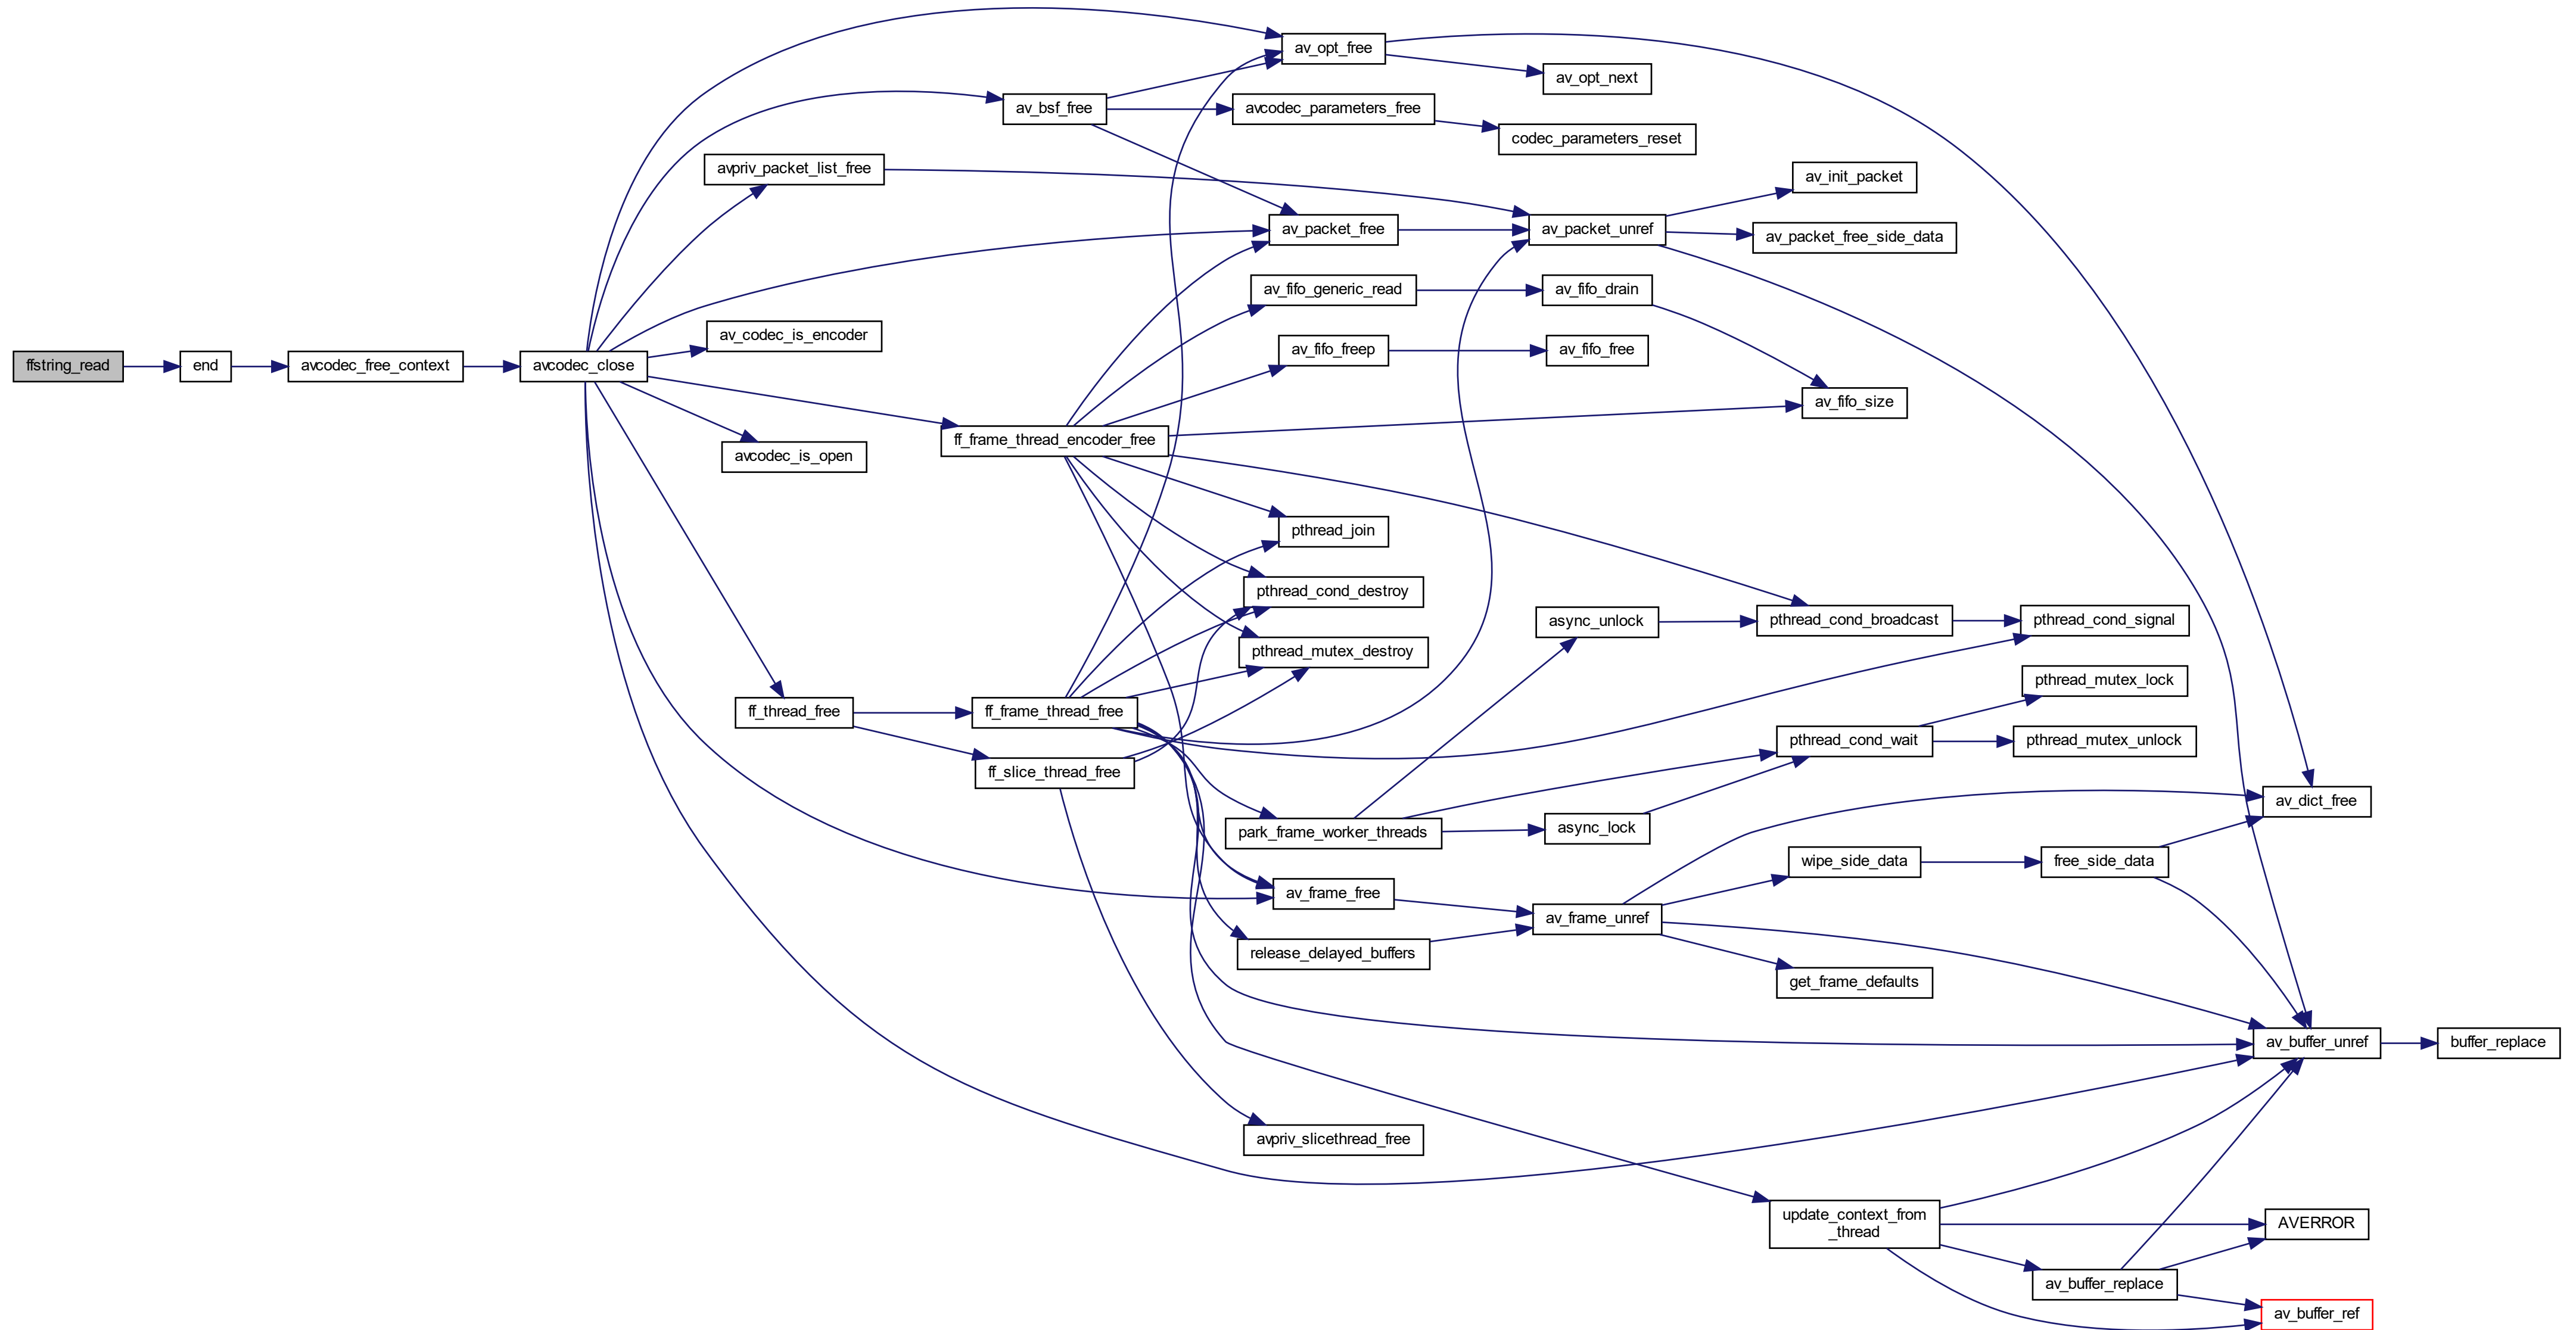 av_opt_free
av_opt_next
av_bsf_free
avcodec_parameters_free
codec_parameters_reset
avpriv_packet_list_free
av_init_packet
av_packet_free
av_packet_unref
av_packet_free_side_data
av_fifo_generic_read
av_fifo_drain
av_codec_is_encoder
av_fifo_freep
av_fifo_free
ffstring_read
end
avcodec_free_context
avcodec_close
av_fifo_size
ff_frame_thread_encoder_free
avcodec_is_open
pthread_join
pthread_cond_destroy
async_unlock
pthread_cond_broadcast
pthread_cond_signal
pthread_mutex_destroy
pthread_mutex_lock
ff_thread_free
ff_frame_thread_free
pthread_cond_wait
pthread_mutex_unlock
ff_slice_thread_free
av_dict_free
park_frame_worker_threads
async_lock
wipe_side_data
free_side_data
av_frame_free
av_frame_unref
release_delayed_buffers
get_frame_defaults
av_buffer_unref
buffer_replace
avpriv_slicethread_free
update_context_from
_thread
AVERROR
av_buffer_replace
av_buffer_ref